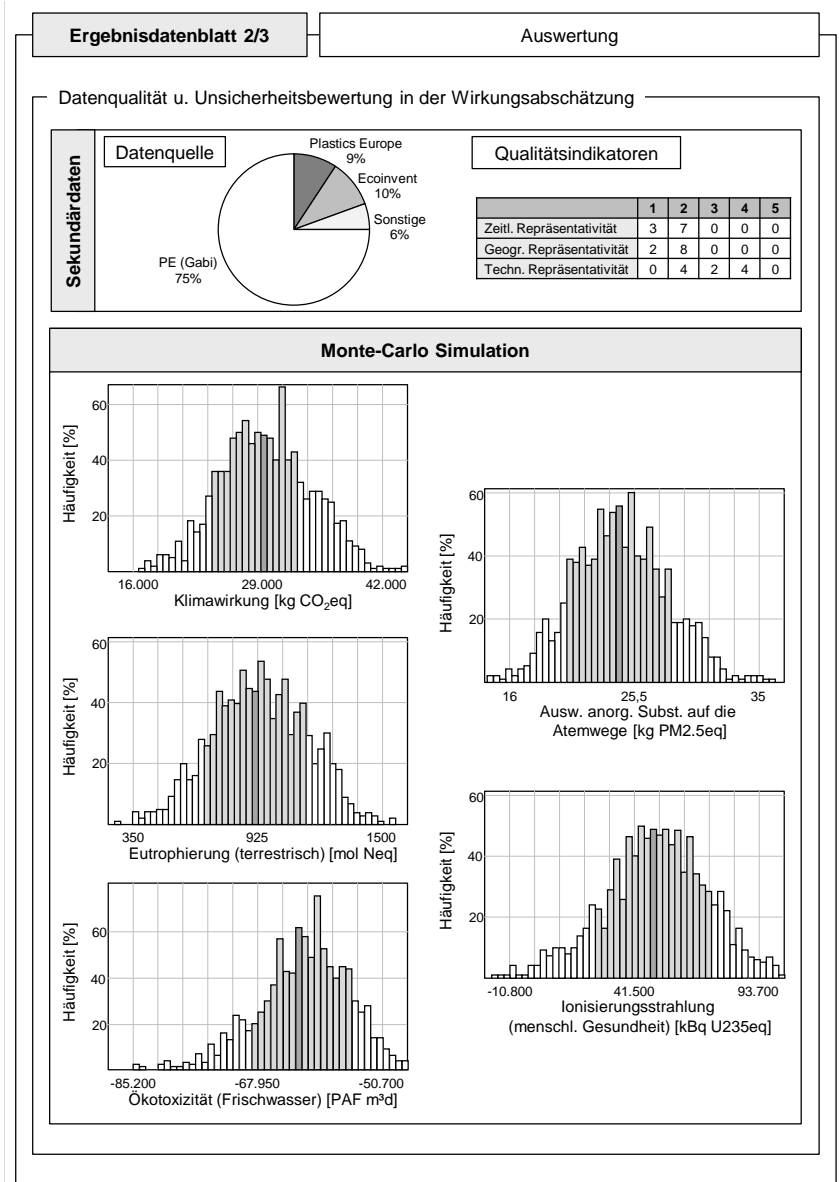 Ergebnisdatenblatt 2/3
Auswertung
Datenqualität u. Unsicherheitsbewertung in der Wirkungsabschätzung
Sekundärdaten
Datenquelle
Plastics Europe
9%
Ecoinvent
10%
Sonstige
6%
PE (Gabi)
75%
Qualitätsindikatoren
1 2 3 4 5
Zeitl. Repräsentativität 3 7 0 0 0
Geogr. Repräsentativität 2 8 0 0 0
Techn. Repräsentativität 0 4 2 4 0
Monte-Carlo Simulation
Häufigkeit [%]
60
40
20
16.000 29.000 42.000
Klimawirkung [kg CO₂eq]
Häufigkeit [%]
60
40
20
350 925 1500
Eutrophierung (terrestrisch) [mol Neq]
Häufigkeit [%]
60
40
20
-85.200 -67.950 -50.700
Ökotoxizität (Frischwasser) [PAF m³d]
Häufigkeit [%]
60
40
20
16 25,5 35
Ausw. anorg. Subst. auf die
Atemwege [kg PM2.5eq]
Häufigkeit [%]
60
40
20
-10.800 41.500 93.700
Ionisierungsstrahlung
(menschl. Gesundheit) [kBq U235eq]